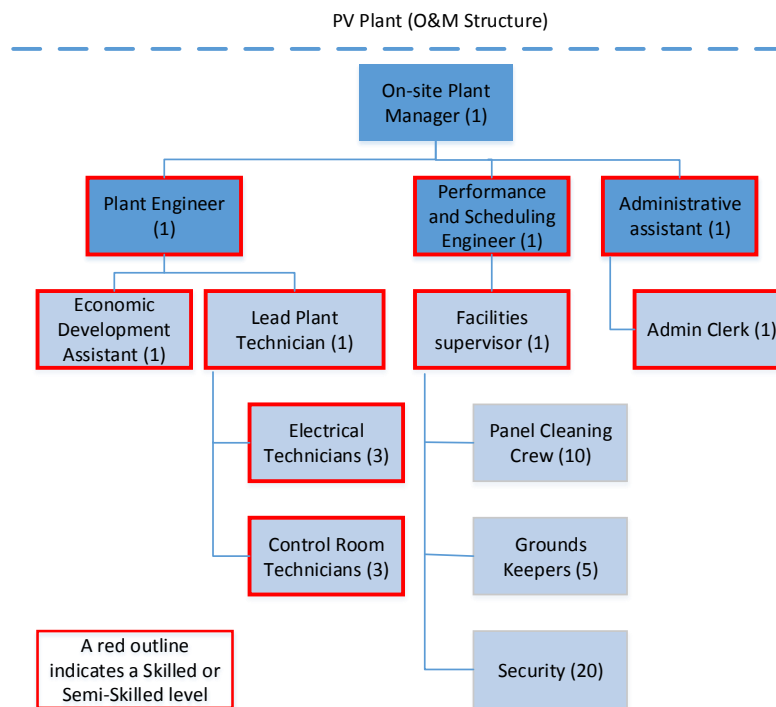 PV Plant (O&M Structure)
On-site Plant
Manager (1)
Plant Engineer
(1)
Performance
and Scheduling
Engineer (1)
Administrative
assistant (1)
Economic
Development
Assistant (1)
Lead Plant
Technician (1)
Facilities
supervisor (1)
Admin Clerk (1)
Electrical
Technicians (3)
Panel Cleaning
Crew (10)
Control Room
Technicians (3)
Grounds
Keepers (5)
A red outline
indicates a Skilled or
Semi-Skilled level
Security (20)